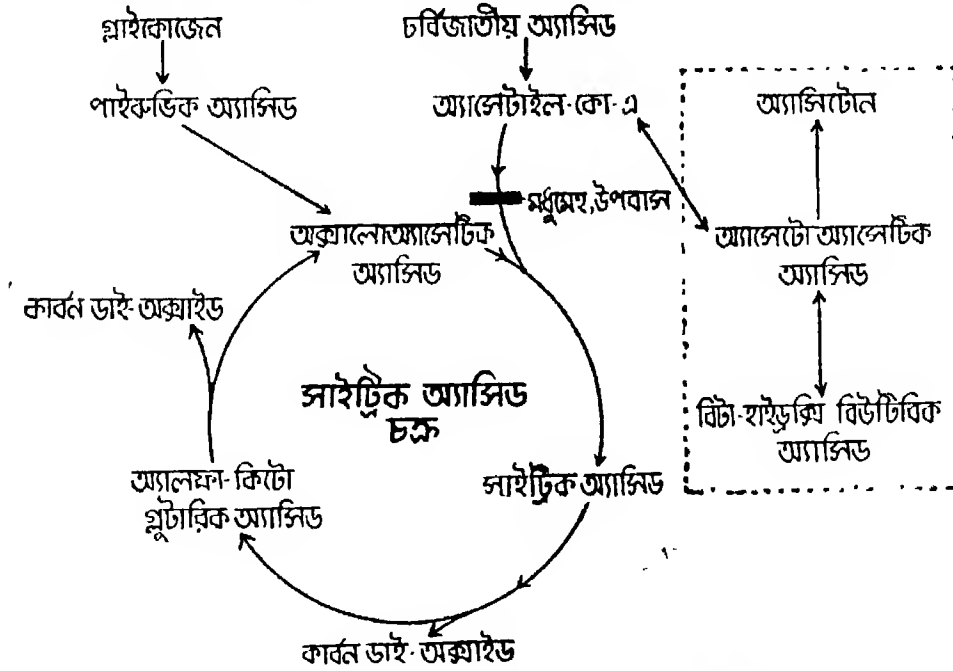 গ্লাইকোজেন
চর্বিজাতীয় অ্যাসিড
পাইরুভিক অ্যাসিড
অ্যাসেটাইল-কো-এ
অ্যাসিটোন
মধুমেহ, উপবাস
অক্সালোঅ্যাসেটিক
অ্যাসিড
অ্যাসেটো অ্যাসেটিক
অ্যাসিড
কার্বন ডাই-অক্সাইড
সাইট্রিক অ্যাসিড
চক্র
বিটা-হাইড্রক্সি বিউটিরিক
অ্যাসিড
অ্যালফা-কিটো
গ্লুটারিক অ্যাসিড
সাইট্রিক অ্যাসিড
কার্বন ডাই-অক্সাইড